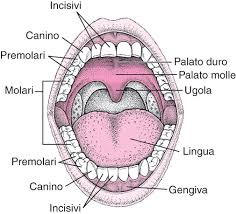 Incisivi
Canino
Premolari
Molari
Palato duro
Palato molle
Ugola
Premolari
Lingua
Canino
Gengiva
Incisivi